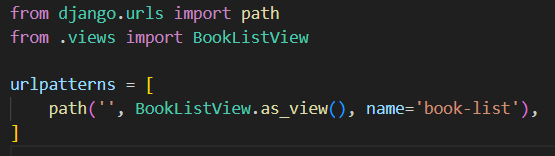 from django.urls import path
from .views import BookListView
urlpatterns = [
    path('', BookListView.as_view(), name='book-list'),
]